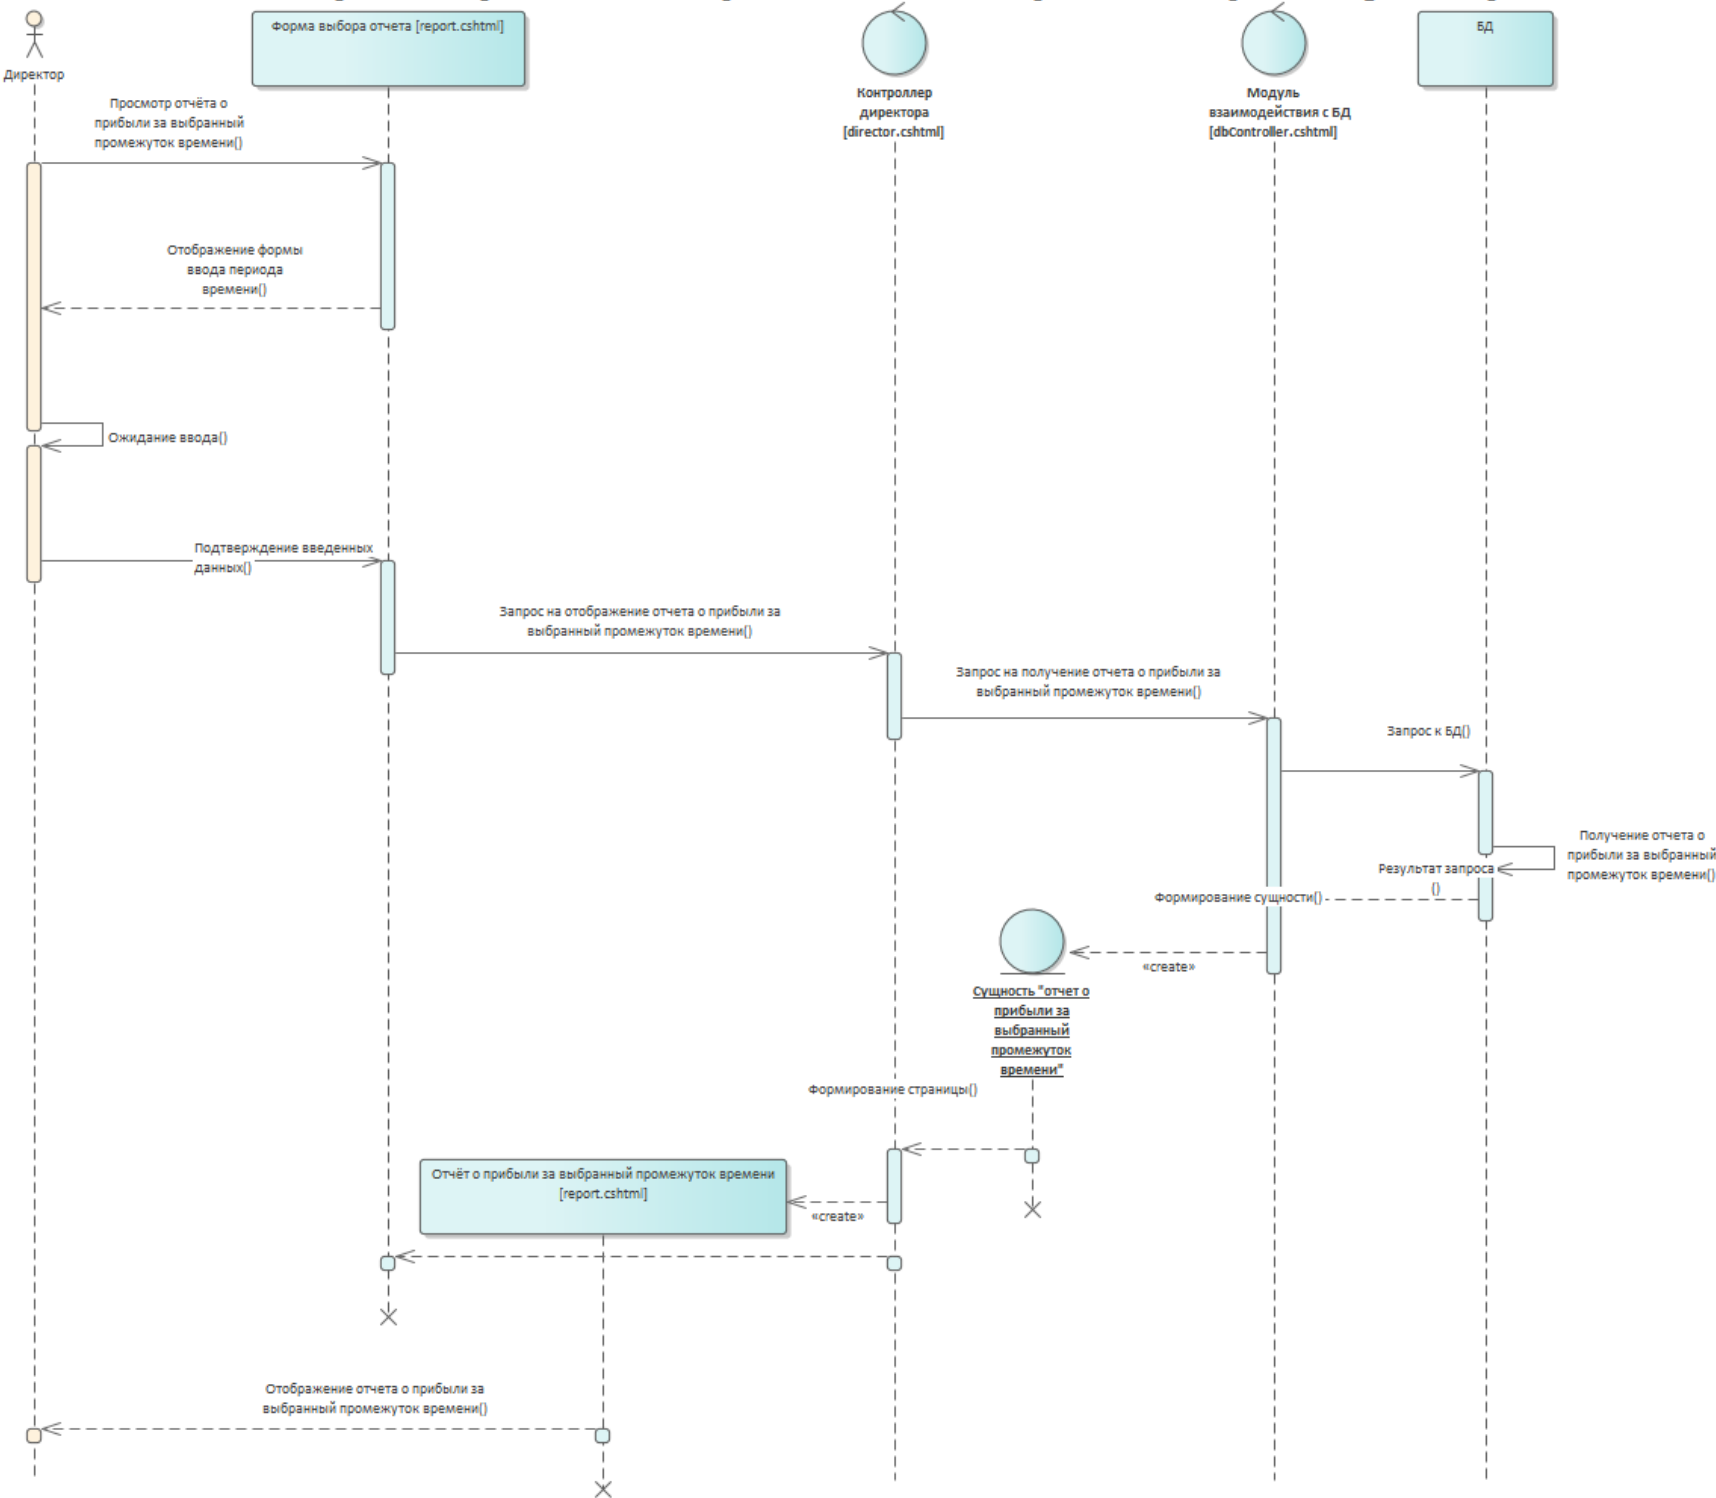 Директор
Форма выбора отчета [report.cshtml]
Контроллер
директора
[director.cshtml]
Модуль
взаимодействия с БД
[dbController.cshtml]
БД
Просмотр отчёта о
прибыли за выбранный
промежуток времени()
Отображение формы
ввода периода
времени()
Ожидание ввода()
Подтверждение введенных
данных()
Запрос на отображение отчета о прибыли за
выбранный промежуток времени()
Запрос на получение отчета о прибыли за
выбранный промежуток времени()
Запрос к БД()
Получение отчета о
прибыли за выбранный
промежуток времени()
Результат запроса
()
Формирование сущности()
«create»
Сущность "отчет о
прибыли за
выбранный
промежуток
времени"
Формирование страницы()
Отчёт о прибыли за выбранный промежуток времени
[report.cshtml]
«create»
Отображение отчета о прибыли за
выбранный промежуток времени()